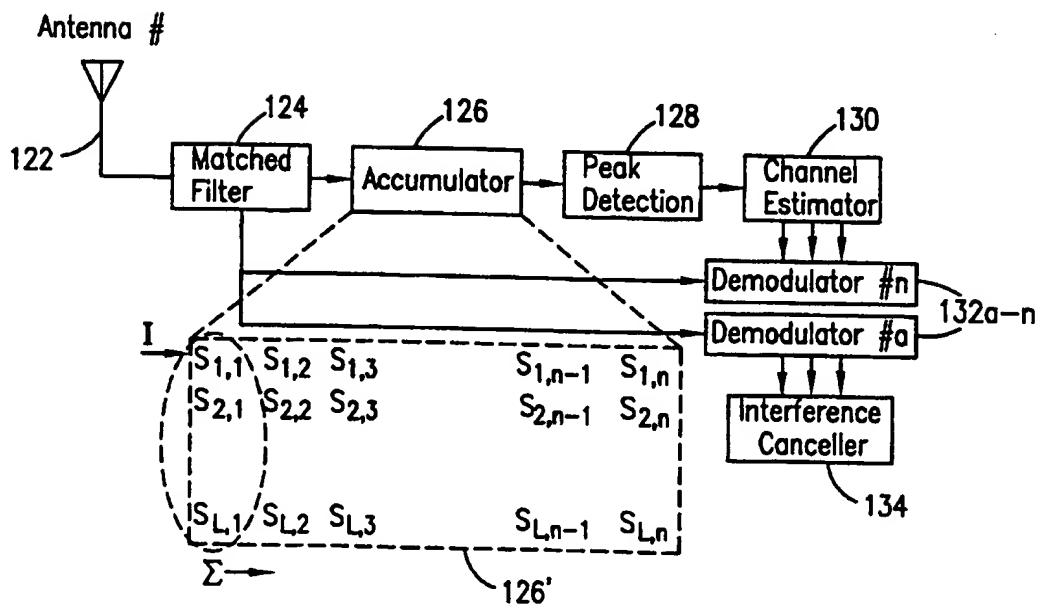 Antenna #
122
124
126
128
130
Matched Filter
Accumulator
Peak Detection
Channel Estimator
Demodulator #n
Demodulator #a
132a-n
Interference Canceller
134
I
S1,1 S1,2 S1,3 S1,n-1 S1,n
S2,1 S2,2 S2,3 S2,n-1 S2,n
SL,1 SL,2 SL,3 SL,n-1 SL,n
Σ
126'